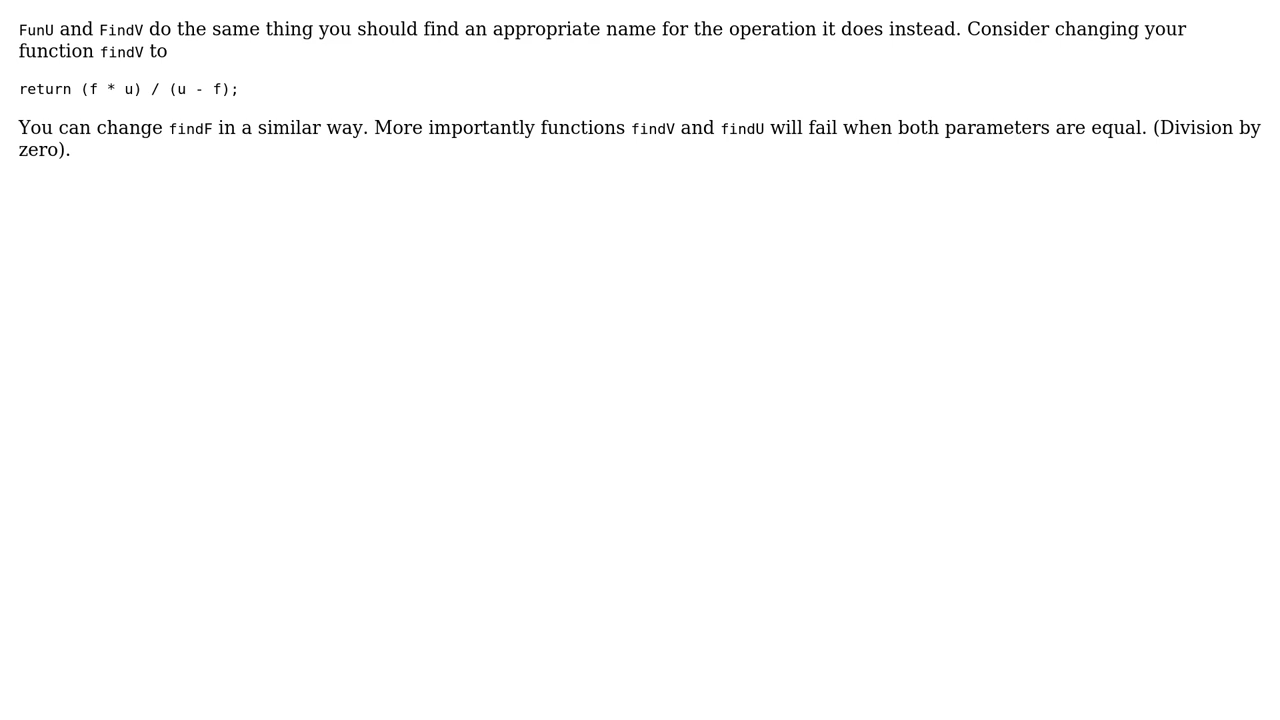 FunU and FindV do the same thing you should find an appropriate name for the operation it does instead. Consider changing your
function findV to
return (f * u) / (u - f);
You can change findF in a similar way. More importantly functions findV and findU will fail when both parameters are equal. (Division by
zero).